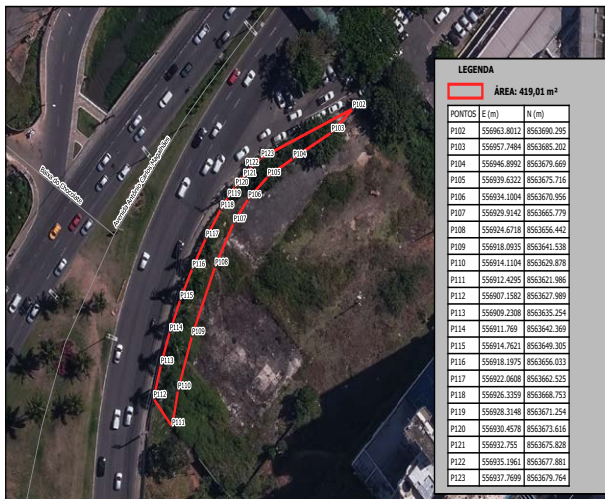 LEGENDA
ÁREA: 419,01 m²
PONTOS E (m) N (m)
P102 556963.8012 8563690.295
P103 556957.7484 8563685.202
P104 556946.8992 8563679.669
P105 556939.6322 8563675.716
P106 556934.1004 8563670.956
P107 556929.9142 8563665.779
P108 556924.6718 8563656.442
P109 556918.0935 8563641.538
P110 556914.1104 8563629.878
P111 556912.4295 8563621.986
P112 556907.1582 8563627.989
P113 556909.2308 8563635.254
P114 556911.769 8563642.369
P115 556914.7621 8563649.305
P116 556918.1975 8563656.033
P117 556922.0608 8563662.525
P118 556926.3359 8563668.753
P119 556928.3148 8563671.254
P120 556930.4578 8563673.616
P121 556932.755 8563675.828
P122 556935.1961 8563677.881
P123 556937.7699 8563679.764
P102
P103
P123
P104
P122
P121
P105
P120
P119
P106
P118
P107
P117
P108
P116
P115
P114
P109
P113
P110
P112
P111
Avenida Antônio Carlos Magalhães